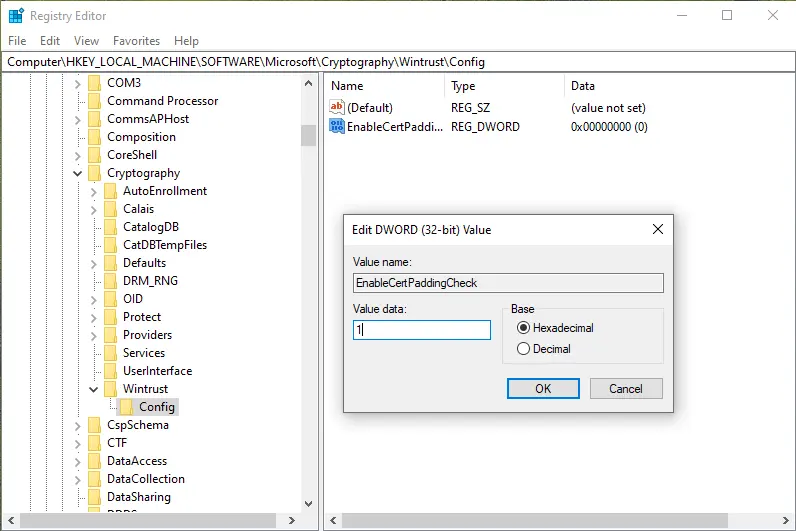 Registry Editor
File Edit View Favorites Help
Computer\HKEY_LOCAL_MACHINE\SOFTWARE\Microsoft\Cryptography\Wintrust\Config
COM3
Command Processor
CommsAPHost
Composition
CoreShell
Cryptography
AutoEnrollment
Calais
CatalogDB
CatDBTempFiles
Defaults
DRM_RNG
OID
Protect
Providers
Services
UserInterface
Wintrust
Config
CspSchema
CTF
DataAccess
DataCollection
DataSharing
Name Type Data
ab (Default) REG_SZ (value not set)
EnableCertPaddi... REG_DWORD 0x00000000 (0)
Edit DWORD (32-bit) Value
Value name:
EnableCertPaddingCheck
Value data:
1
Base
Hexadecimal
Decimal
OK Cancel